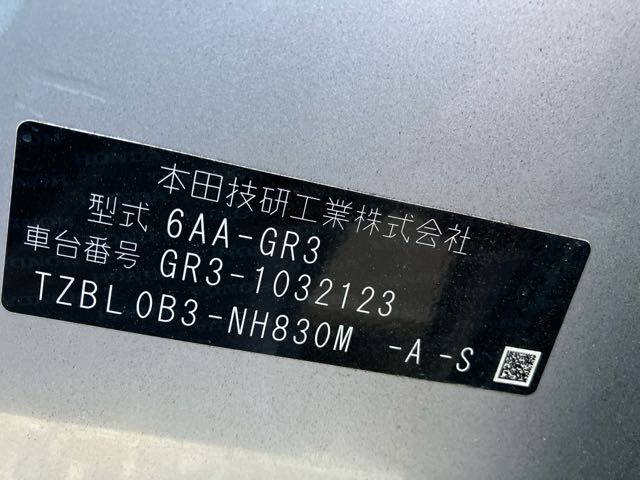 本田技研工業株式会社
型式 6AA-GR3
車台番号 GR3-1032123
TZBL0B3-NH830M -A-S